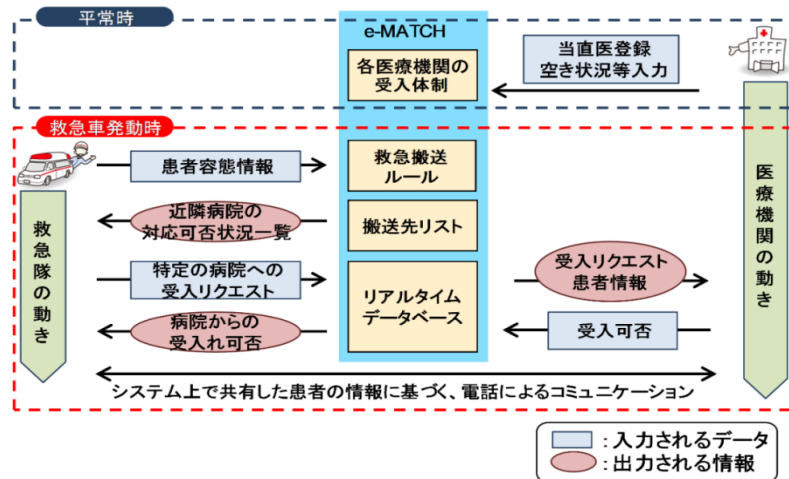 平常時
e-MATCH
各医療機関の
受入体制
当直医登録
空き状況等入力
救急車発動時
患者容態情報
救急搬送
ルール
近隣病院の
対応可否状況一覧
搬送先リスト
特定の病院への
受入リクエスト
リアルタイム
データベース
受入リクエスト
患者情報
病院からの
受入れ可否
受入可否
救急隊の動き
医療機関の動き
システム上で共有した患者の情報に基づく、電話によるコミュニケーション
：入力されるデータ
：出力される情報